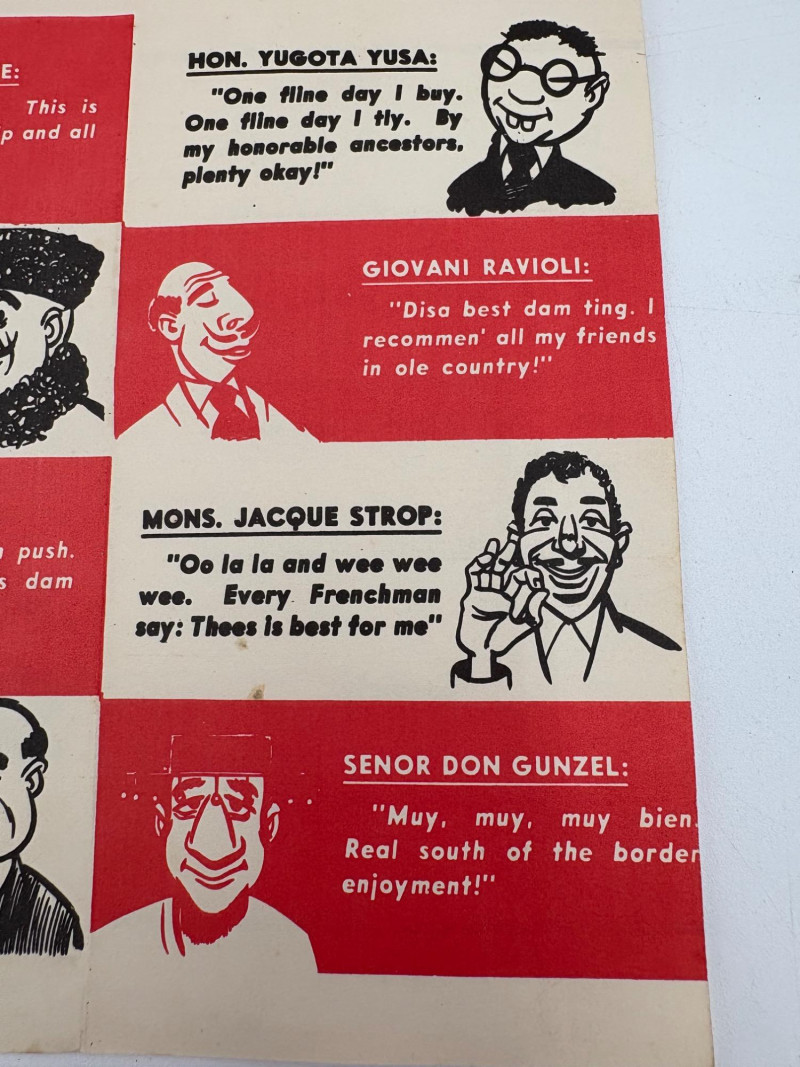 E:
This is
p and all
push.
s dam
HON. YUGOTA YUSA:
"One fline day I buy.
One fline day I tly. By
my honorable ancestors,
plenty okay!"
GIOVANI RAVIOLI:
"Disa best dam ting. I
recommen' all my friends
in ole country!"
MONS. JACQUE STROP:
"Oo la la and wee wee
wee. Every Frenchman
say: Thees is best for me"
SENOR DON GUNZEL:
"Muy, muy, muy bien.
Real south of the border
enjoyment!"